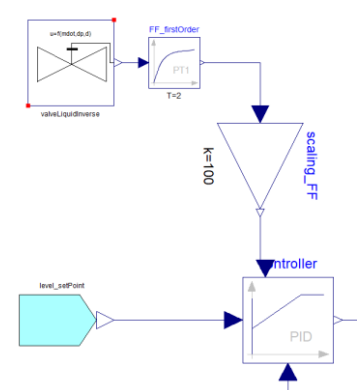 u=f(mdot,dp,d)
valveLiquidInverse
FF_firstOrder
PT1
T=2
scaling_FF
k=100
level_setPoint
ntroller
PID